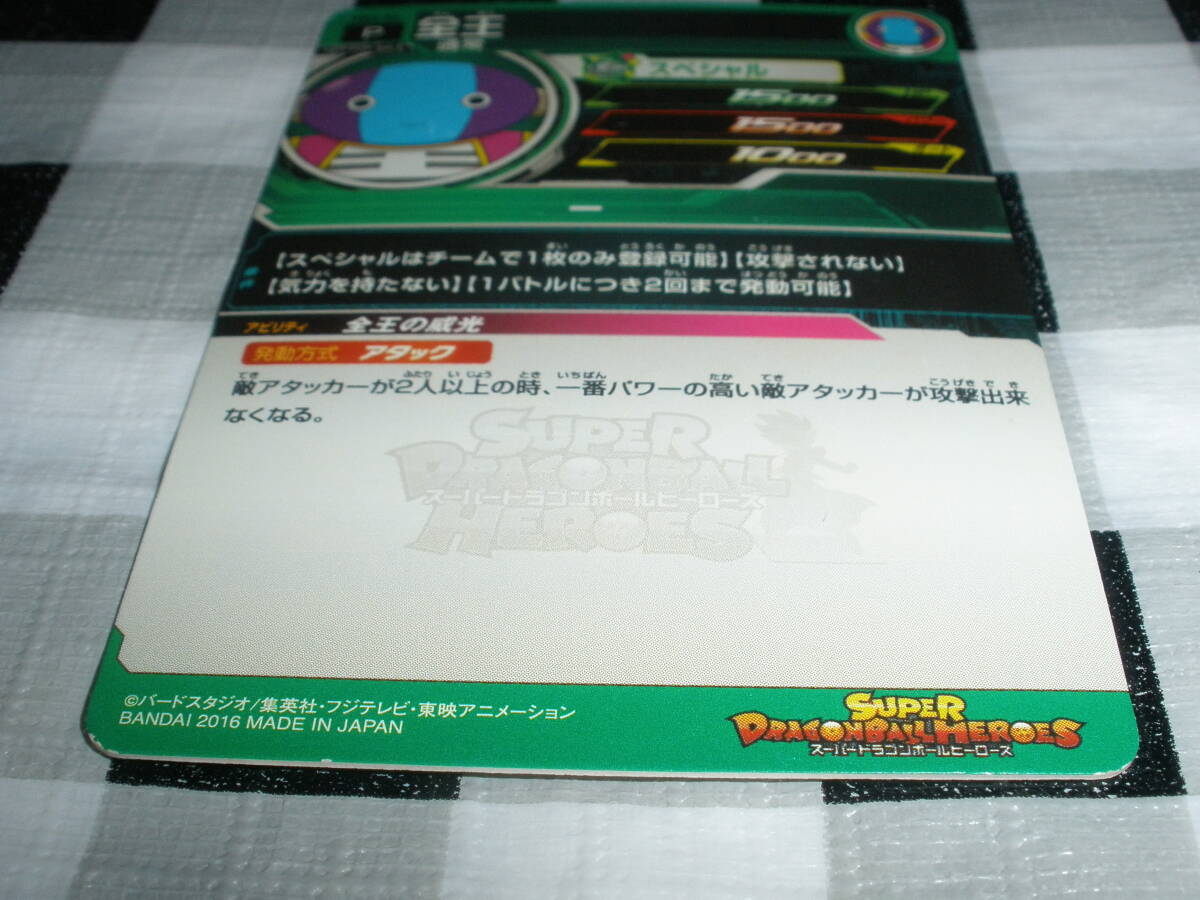 P 全王
スペシャル
1500
1500
1000
王
ー
【スペシャルはチームで1枚のみ登録可能】【攻撃されない】
【気力を持たない】【1バトルにつき2回まで発動可能】
アビリティ 全王の威光
発動方式 アタック
敵アタッカーが2人以上の時、一番パワーの高い敵アタッカーが攻撃出来
なくなる。
SUPER
DRAGONBALL
スーパードラゴンボールヒーローズ
HEROES
©バードスタジオ/集英社・フジテレビ・東映アニメーション
BANDAI 2016 MADE IN JAPAN
SUPER
DRAGONBALL HEROES
スーパードラゴンボールヒーローズ